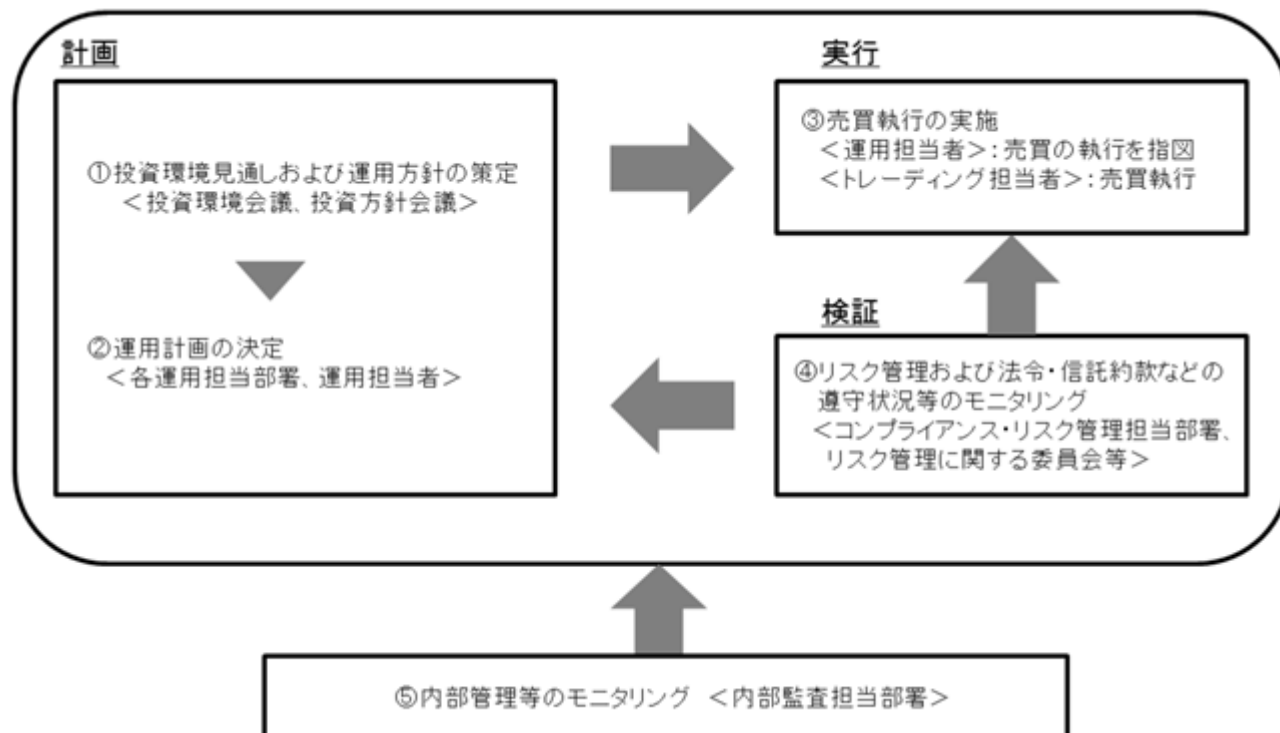 計画
①投資環境見通しおよび運用方針の策定
＜投資環境会議、投資方針会議＞
②運用計画の決定
＜各運用担当部署、運用担当者＞
実行
③売買執行の実施
＜運用担当者＞：売買の執行を指図
＜トレーディング担当者＞：売買執行
検証
④リスク管理および法令・信託約款などの
遵守状況等のモニタリング
＜コンプライアンス・リスク管理担当部署、
リスク管理に関する委員会等＞
⑤内部管理等のモニタリング ＜内部監査担当部署＞